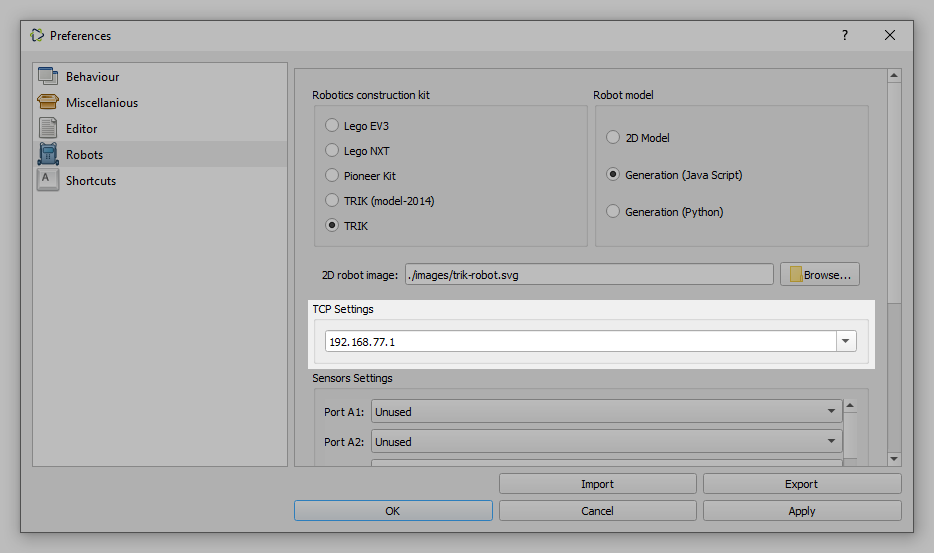 Preferences
?
Behaviour
Miscellanious
Editor
Robots
A
Shortcuts
Robotics construction kit
Lego EV3
Lego NXT
Pioneer Kit
TRIK (model-2014)
TRIK
Robot model
2D Model
Generation (Java Script)
Generation (Python)
2D robot image: ./images/trik-robot.svg Browse...
TCP Settings
192.168.77.1
Sensors Settings
Port A1: Unused
Port A2: Unused
Import Export
OK Cancel Apply